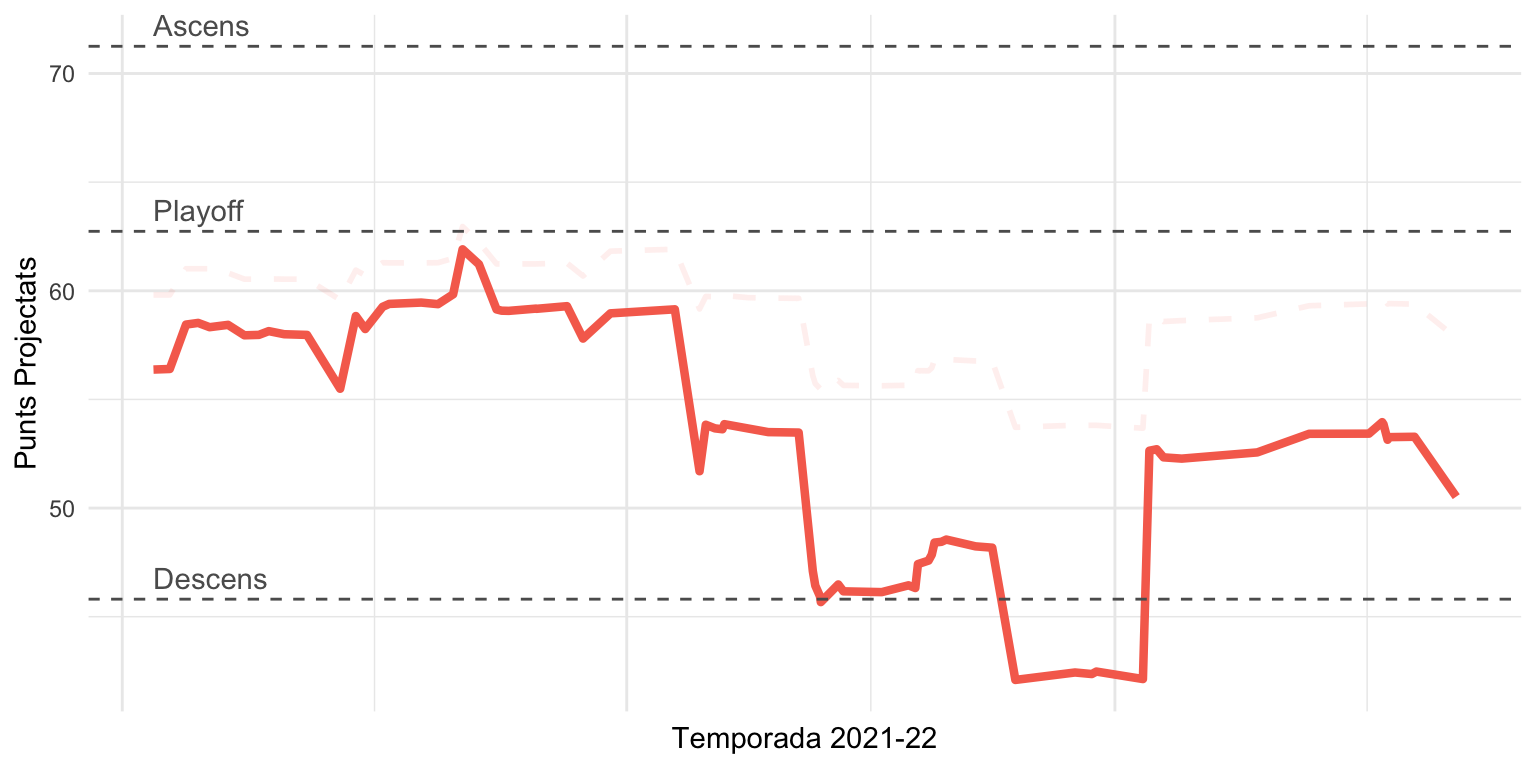 Ascens
70
Playoff
60
50
Descens
Punts Projectats
Temporada 2021-22